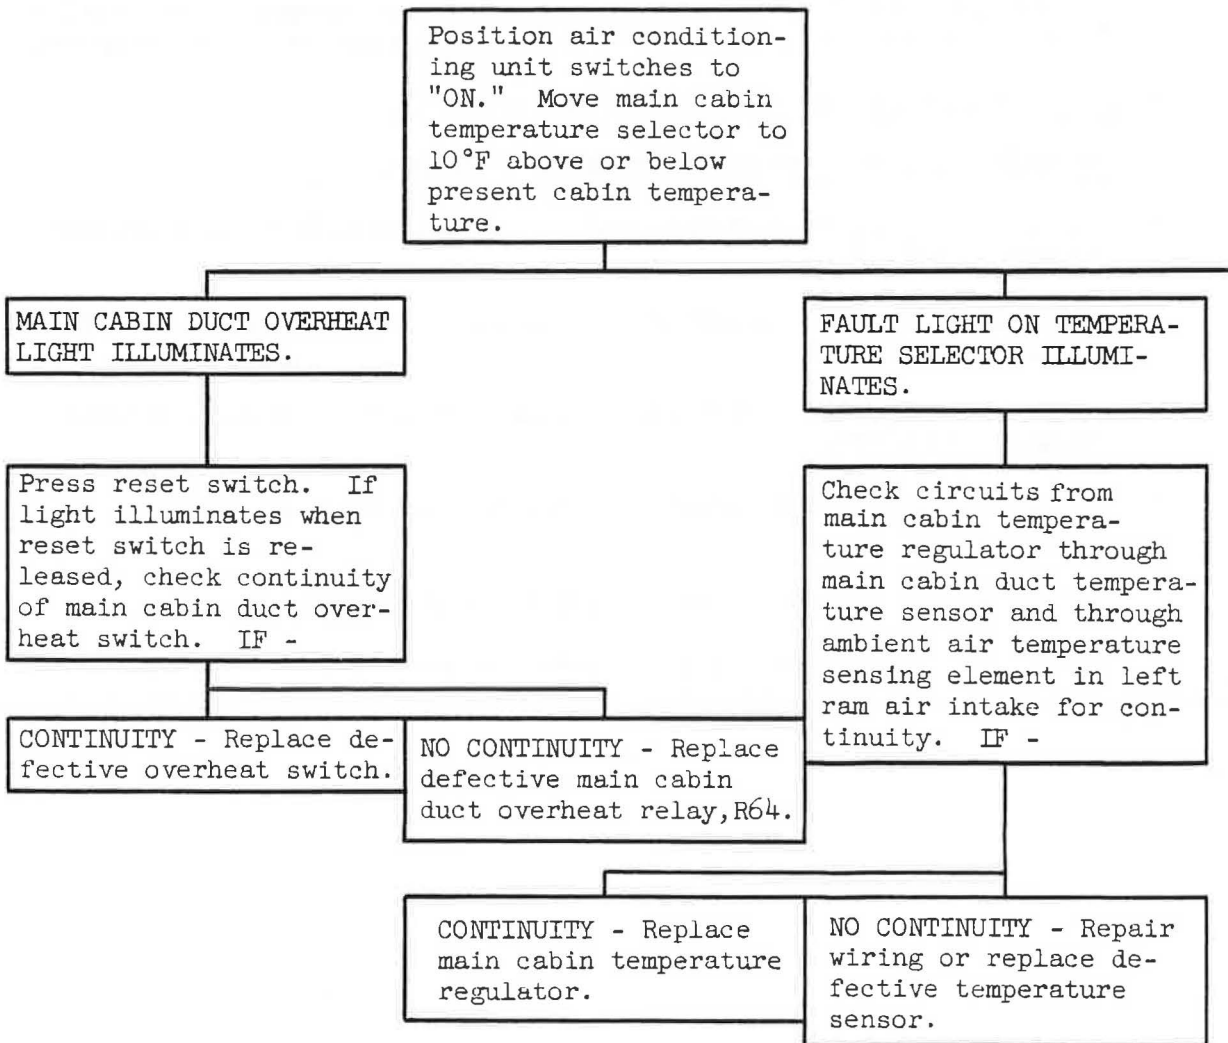 Position air condition-
ing unit switches to
"ON."  Move main cabin
temperature selector to
10°F above or below
present cabin tempera-
ture.
MAIN CABIN DUCT OVERHEAT
LIGHT ILLUMINATES.
FAULT LIGHT ON TEMPERA-
TURE SELECTOR ILLUMI-
NATES.
Press reset switch.  If
light illuminates when
reset switch is re-
leased, check continuity
of main cabin duct over-
heat switch.  IF -
Check circuits from
main cabin tempera-
ture regulator through
main cabin duct tempera-
ture sensor and through
ambient air temperature
sensing element in left
ram air intake for con-
tinuity.  IF -
CONTINUITY - Replace de-
fective overheat switch.
NO CONTINUITY - Replace
defective main cabin
duct overheat relay,R64.
CONTINUITY - Replace
main cabin temperature
regulator.
NO CONTINUITY - Repair
wiring or replace de-
fective temperature
sensor.